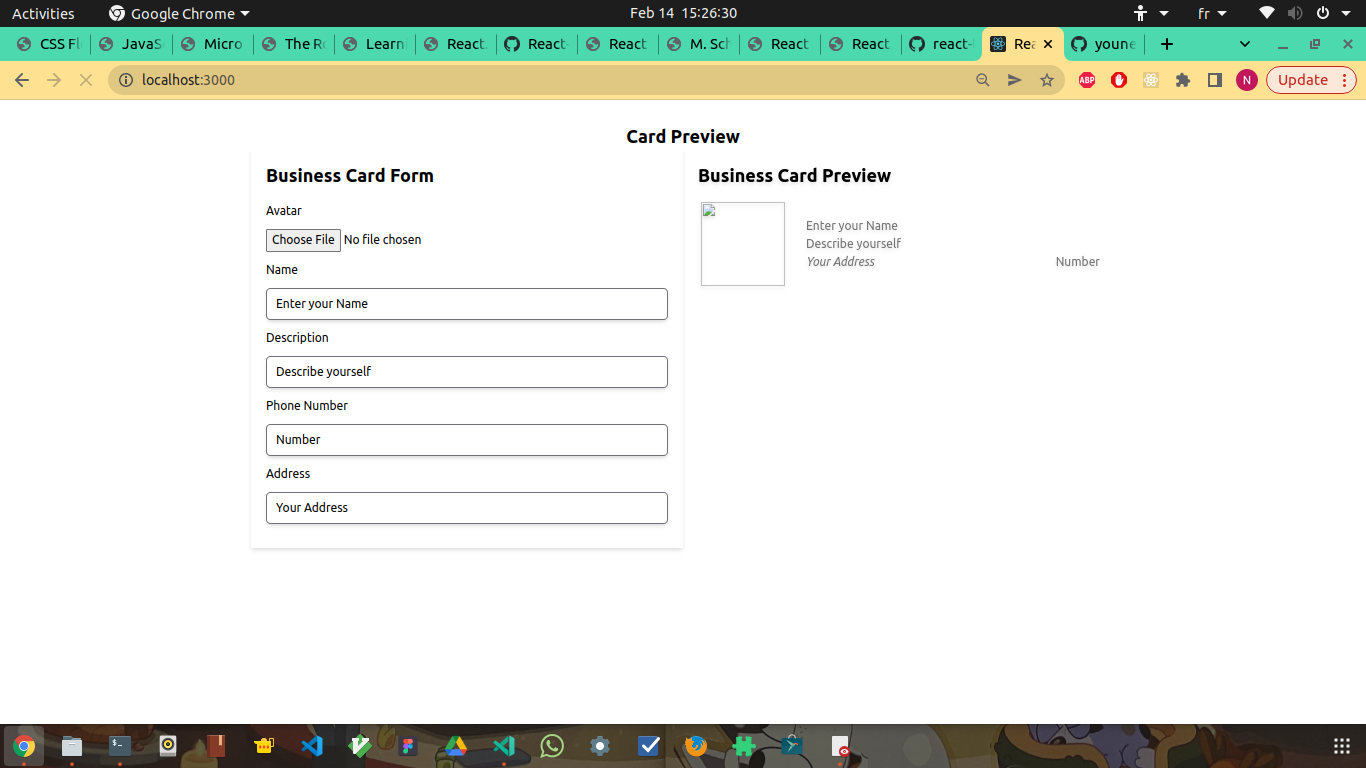 Activities Google Chrome Feb 14 15:26:30 fr
CSS Fl JavaS Micro The Ro Learn React. React- React M. Sch React React react- Rea youne
localhost:3000 ABP N Update
Card Preview
Business Card Form
Avatar
Choose File No file chosen
Name
Enter your Name
Description
Describe yourself
Phone Number
Number
Address
Your Address
Business Card Preview
Enter your Name
Describe yourself
Your Address Number